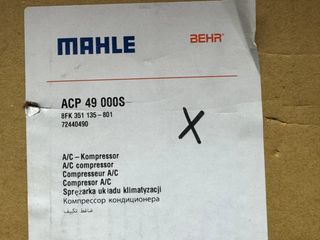 MAHLE
BEHR
ACP 49 000S
8FK 351 135-801
72440490
X
A/C - Kompressor
A/C compressor
Compresseur A/C
Compresor A/C
Sprężarka układu klimatyzacji
Компрессор кондиционера
ضاغط تكييف